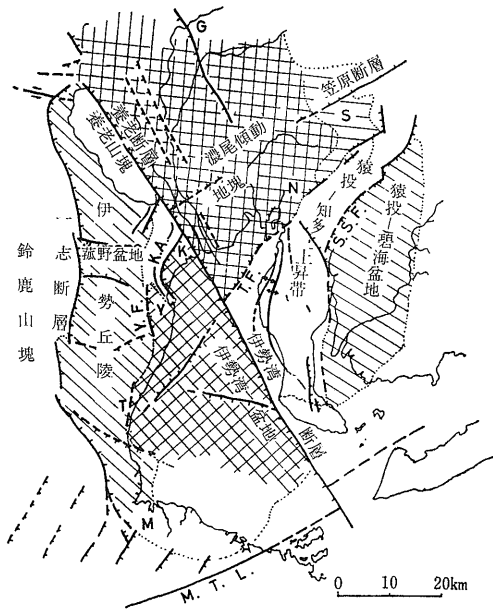 G
笠原断層
S
養老断層
養老山塊
濃尾傾動
地塊
N
猿投
知多
上昇帯
猿投
碧海盆地
S.S.F.
伊
勢
丘
陵
菰野盆地
一
志
断
層
鈴
鹿
山
塊
KA
K
Y.F.
Y
T.F.
T
伊勢湾
盆地
伊勢湾
断層
M
M. T. L.
0 10 20km